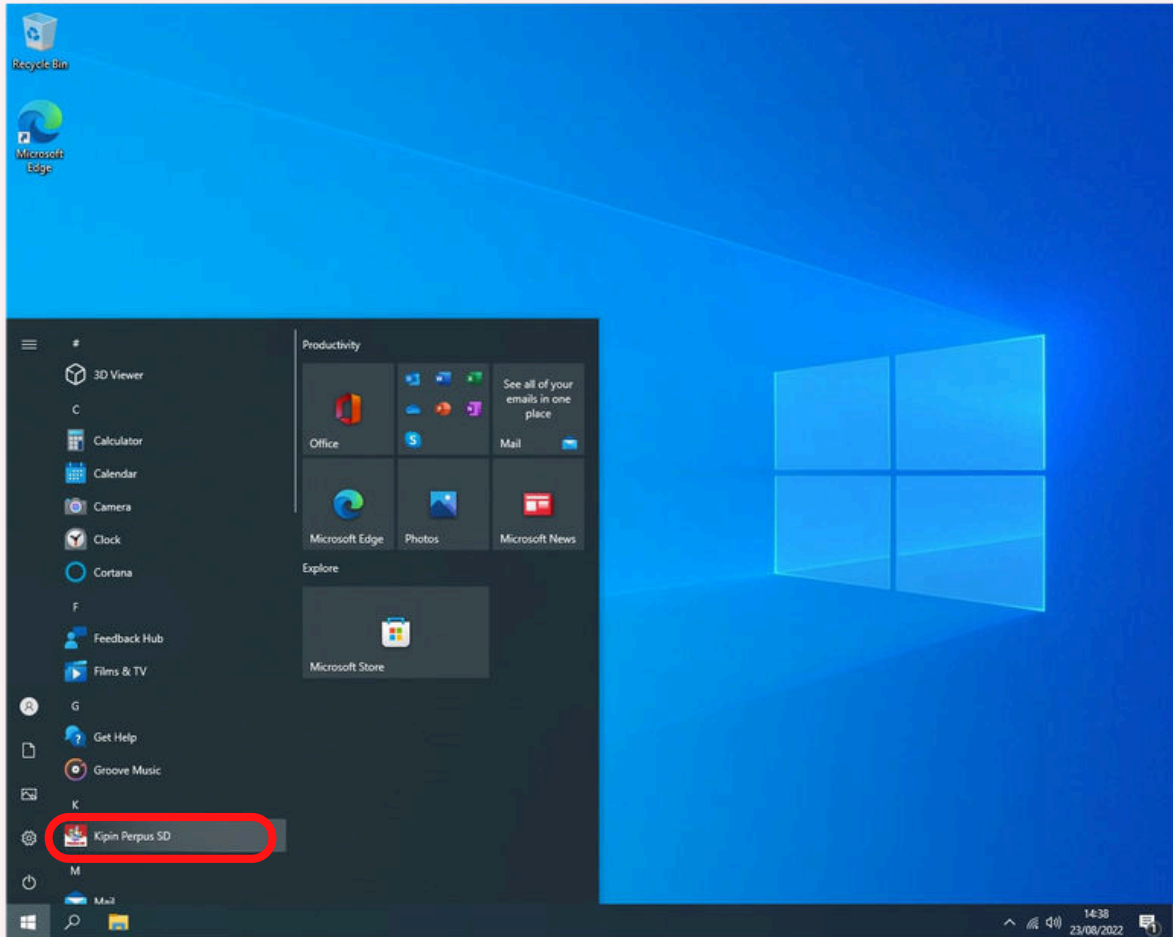 Recycle Bin
Microsoft
Edge
#
3D Viewer
C
Calculator
Calendar
Camera
Clock
Cortana
F
Feedback Hub
Films & TV
G
Get Help
Groove Music
K
Kipin Perpus SD
M
Mail
Productivity
Office
See all of your
emails in one
place
Mail
Microsoft Edge
Photos
Microsoft News
Explore
Microsoft Store
14:38
23/08/2022
1